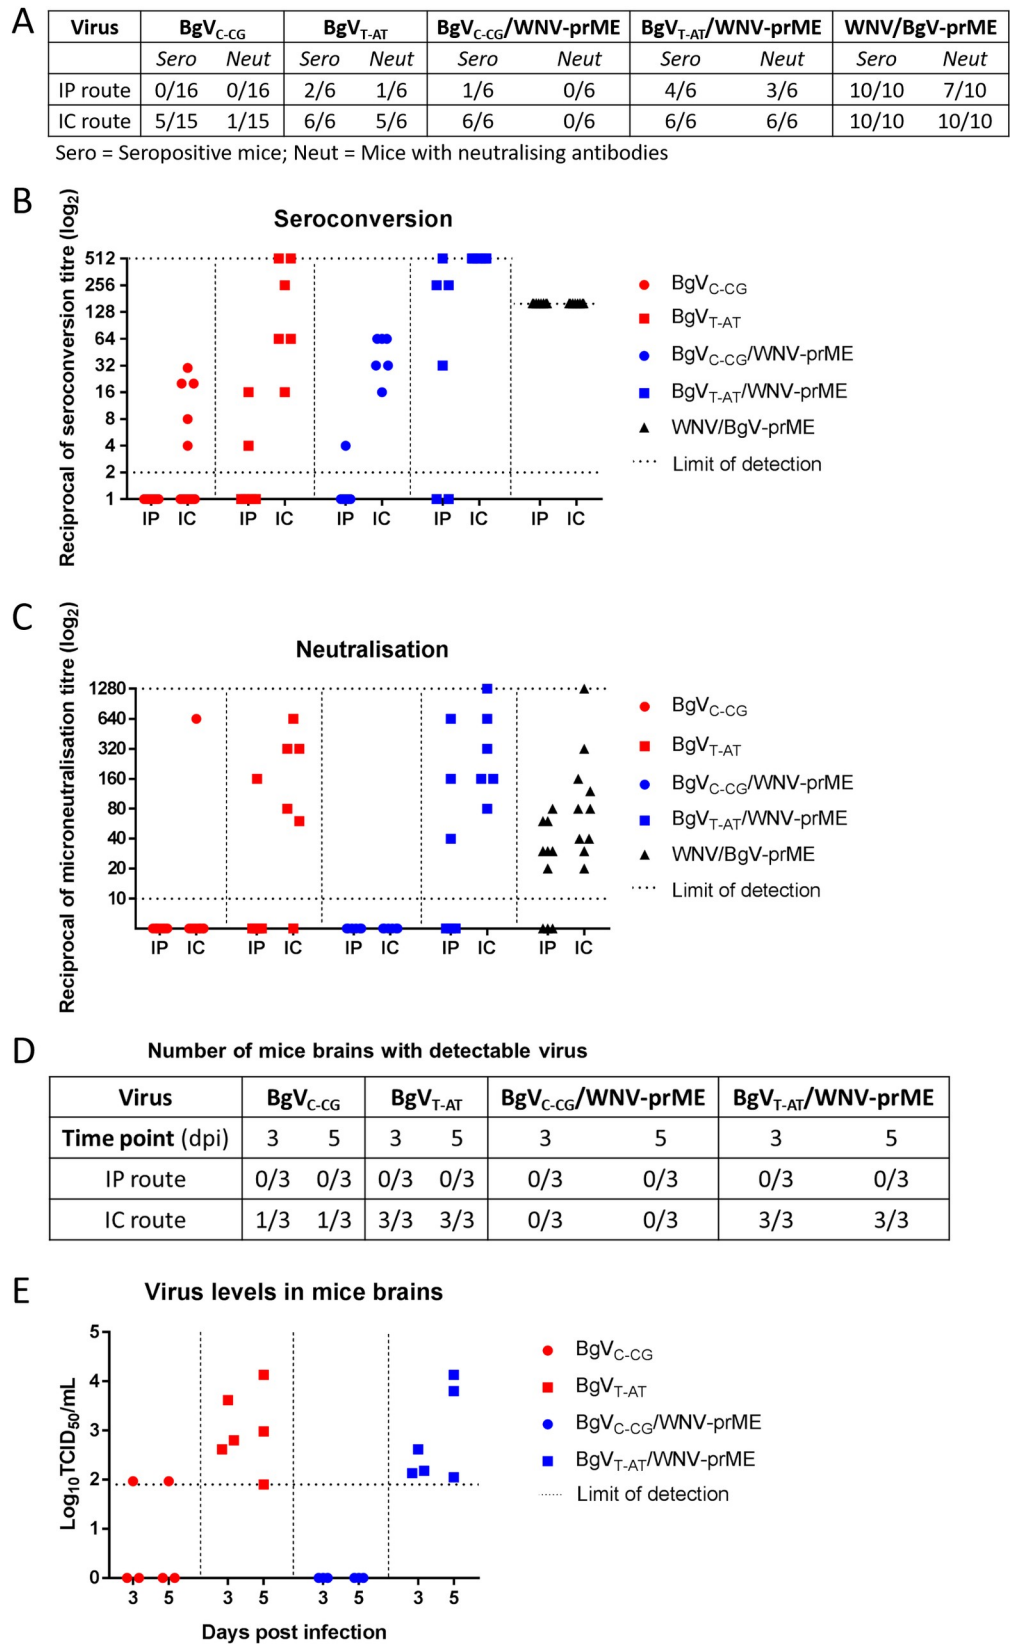 A
Virus BgVC-CG BgVT-AT BgVC-CG/WNV-prME BgVT-AT/WNV-prME WNV/BgV-prME
Sero Neut Sero Neut Sero Neut Sero Neut Sero Neut
IP route 0/16 0/16 2/6 1/6 1/6 0/6 4/6 3/6 10/10 7/10
IC route 5/15 1/15 6/6 5/6 6/6 0/6 6/6 6/6 10/10 10/10
Sero = Seropositive mice; Neut = Mice with neutralising antibodies
B
Seroconversion
Reciprocal of seroconversion titre (log2)
512
256
128
64
32
16
8
4
2
1
IP IC IP IC IP IC IP IC IP IC
BgVC-CG
BgVT-AT
BgVC-CG/WNV-prME
BgVT-AT/WNV-prME
WNV/BgV-prME
Limit of detection
C
Neutralisation
Reciprocal of microneutralisation titre (log2)
1280
640
320
160
80
40
20
10
IP IC IP IC IP IC IP IC IP IC
BgVC-CG
BgVT-AT
BgVC-CG/WNV-prME
BgVT-AT/WNV-prME
WNV/BgV-prME
Limit of detection
D
Number of mice brains with detectable virus
Virus BgVC-CG BgVT-AT BgVC-CG/WNV-prME BgVT-AT/WNV-prME
Time point (dpi) 3 5 3 5 3 5 3 5
IP route 0/3 0/3 0/3 0/3 0/3 0/3 0/3 0/3
IC route 1/3 1/3 3/3 3/3 0/3 0/3 3/3 3/3
E
Virus levels in mice brains
Log10TCID50/mL
5
4
3
2
1
0
3 5 3 5 3 5 3 5
Days post infection
BgVC-CG
BgVT-AT
BgVC-CG/WNV-prME
BgVT-AT/WNV-prME
Limit of detection